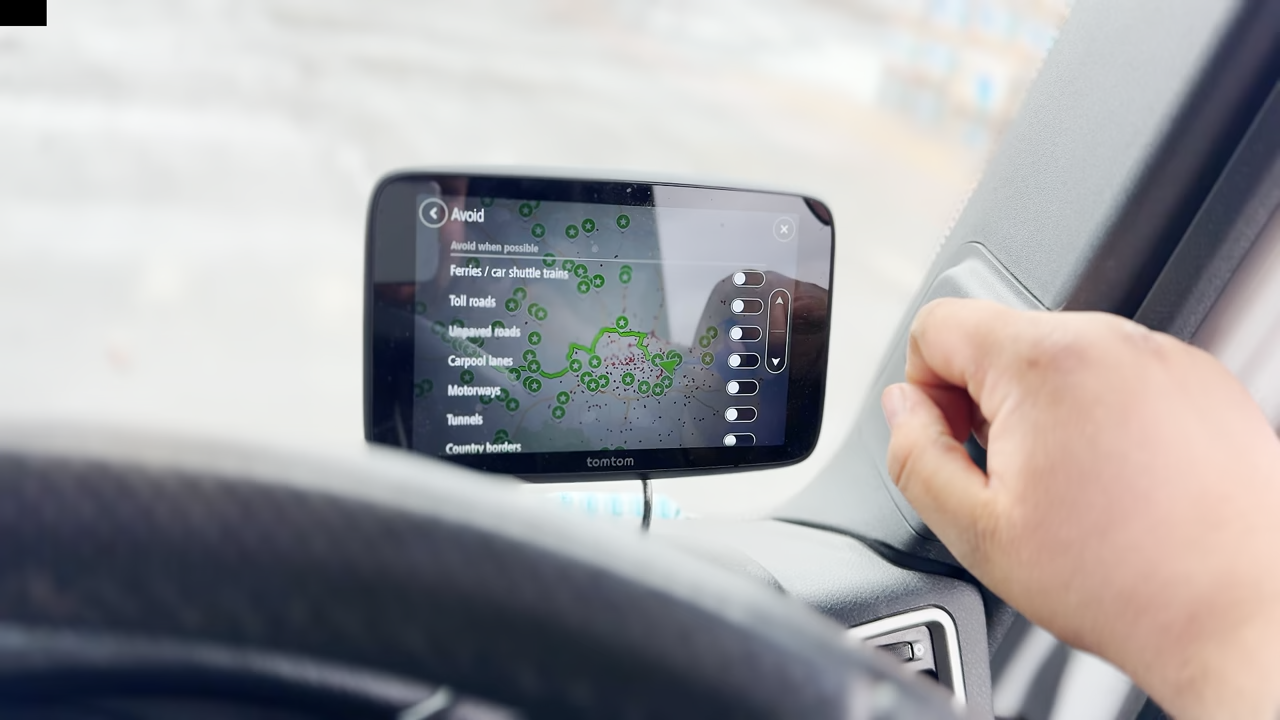 Avoid
Avoid when possible
Ferries / car shuttle trains
Toll roads
Unpaved roads
Carpool lanes
Motorways
Tunnels
Country borders
tomtom